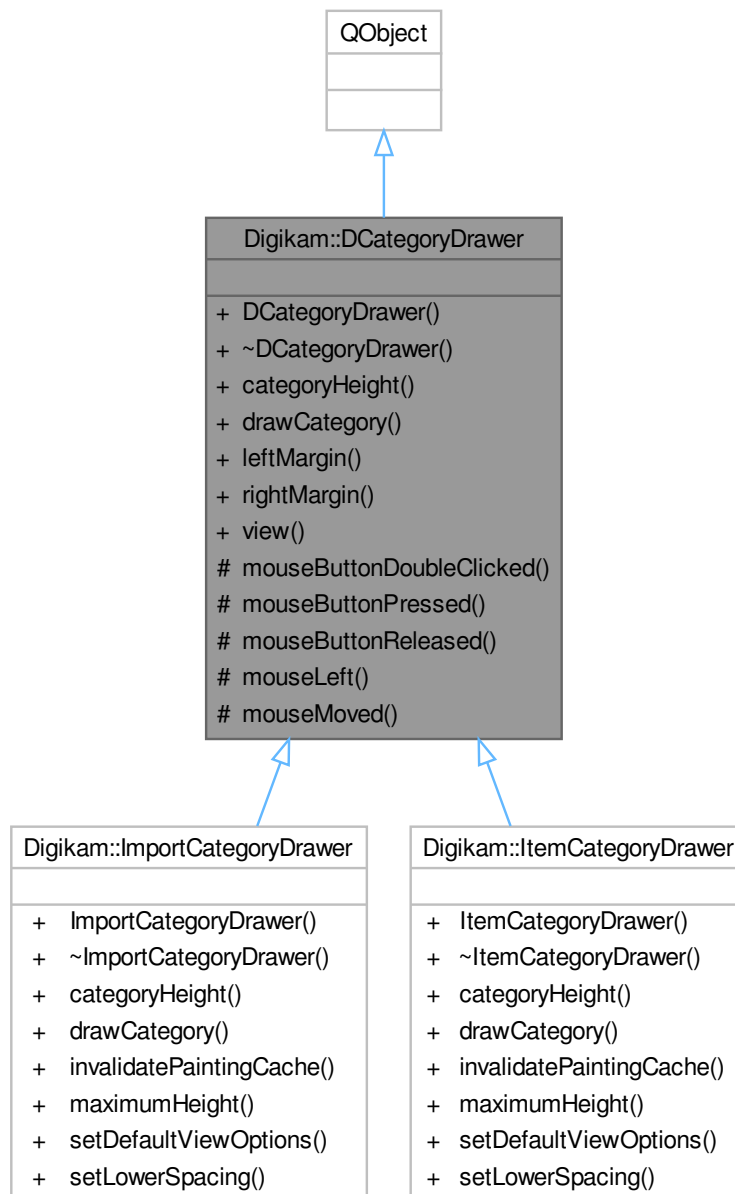 QObject
Digikam::DCategoryDrawer
+ DCategoryDrawer()
+ ~DCategoryDrawer()
+ categoryHeight()
+ drawCategory()
+ leftMargin()
+ rightMargin()
+ view()
# mouseButtonDoubleClicked()
# mouseButtonPressed()
# mouseButtonReleased()
# mouseLeft()
# mouseMoved()
Digikam::ImportCategoryDrawer
+ ImportCategoryDrawer()
+ ~ImportCategoryDrawer()
+ categoryHeight()
+ drawCategory()
+ invalidatePaintingCache()
+ maximumHeight()
+ setDefaultViewOptions()
+ setLowerSpacing()
Digikam::ItemCategoryDrawer
+ ItemCategoryDrawer()
+ ~ItemCategoryDrawer()
+ categoryHeight()
+ drawCategory()
+ invalidatePaintingCache()
+ maximumHeight()
+ setDefaultViewOptions()
+ setLowerSpacing()